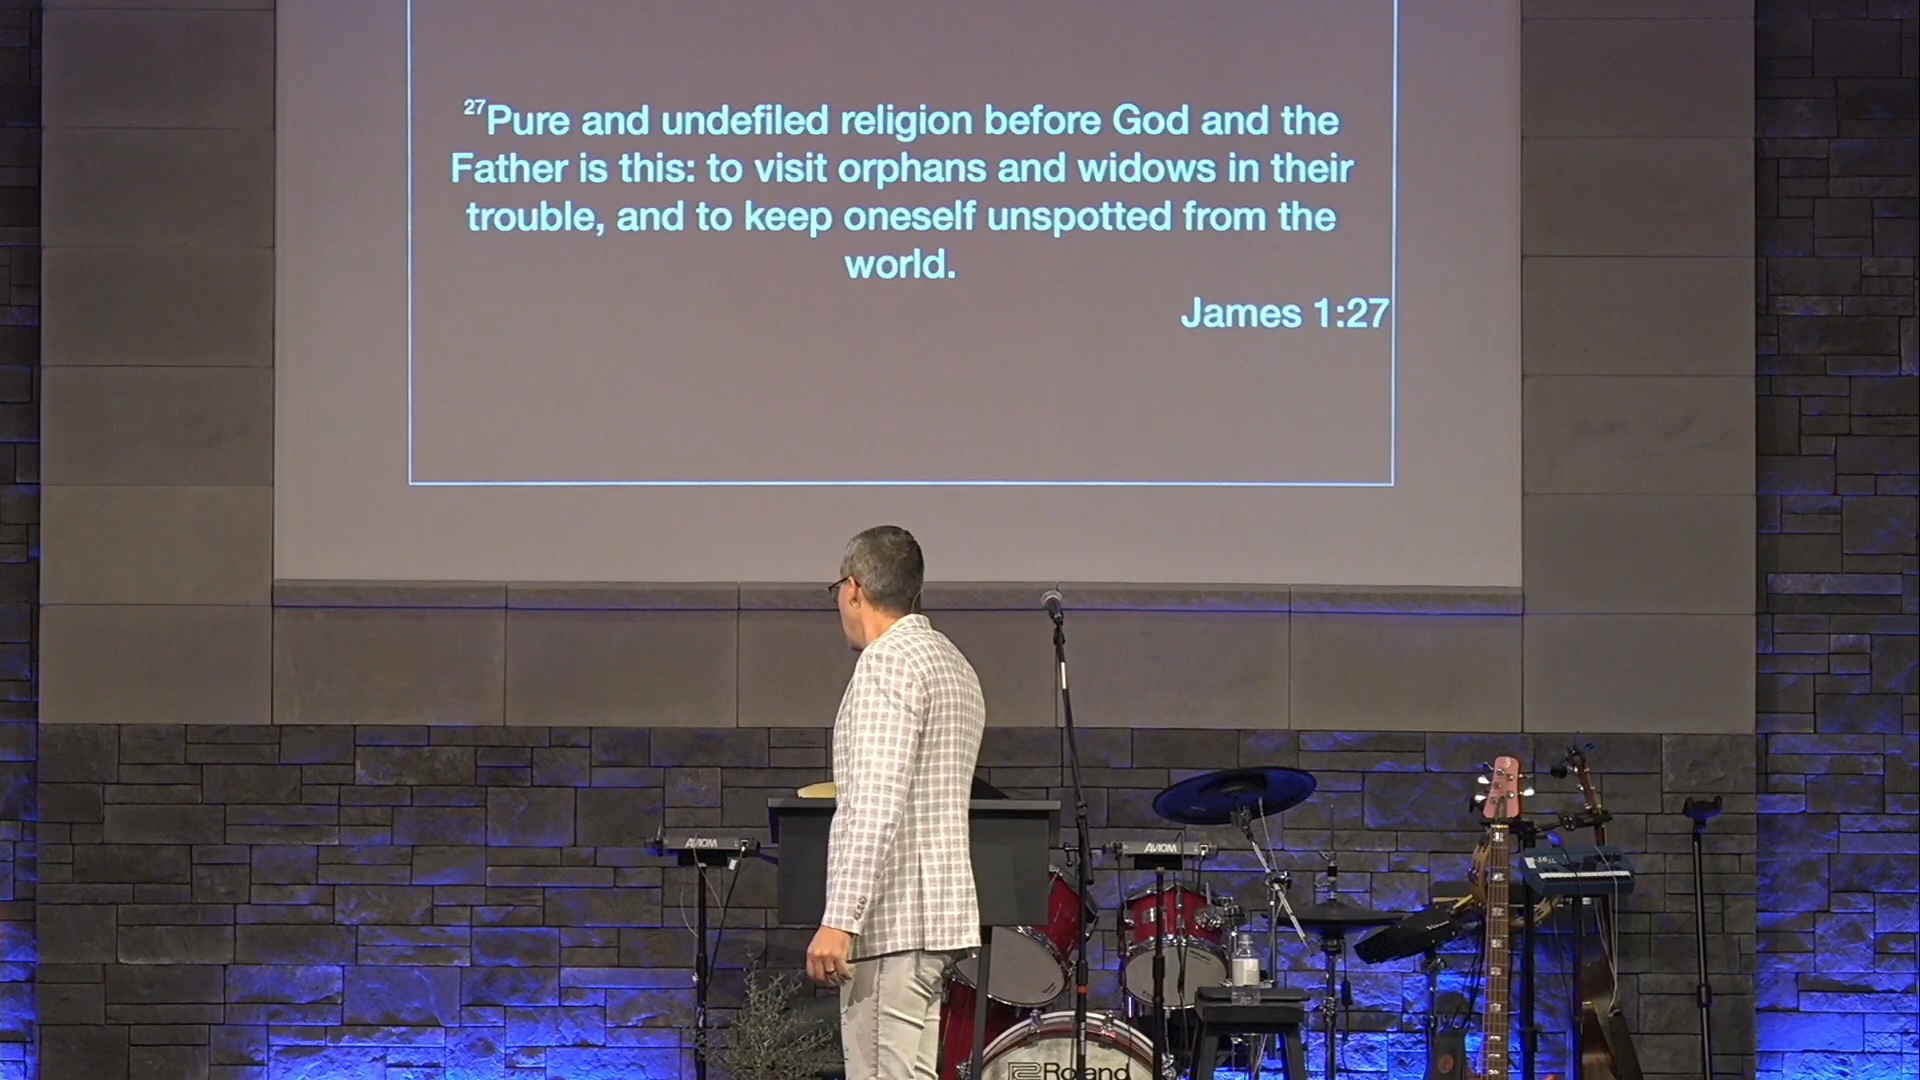 27Pure and undefiled religion before God and the
Father is this: to visit orphans and widows in their
trouble, and to keep oneself unspotted from the
world.
James 1:27
AVIOM
AVIOM
Roland